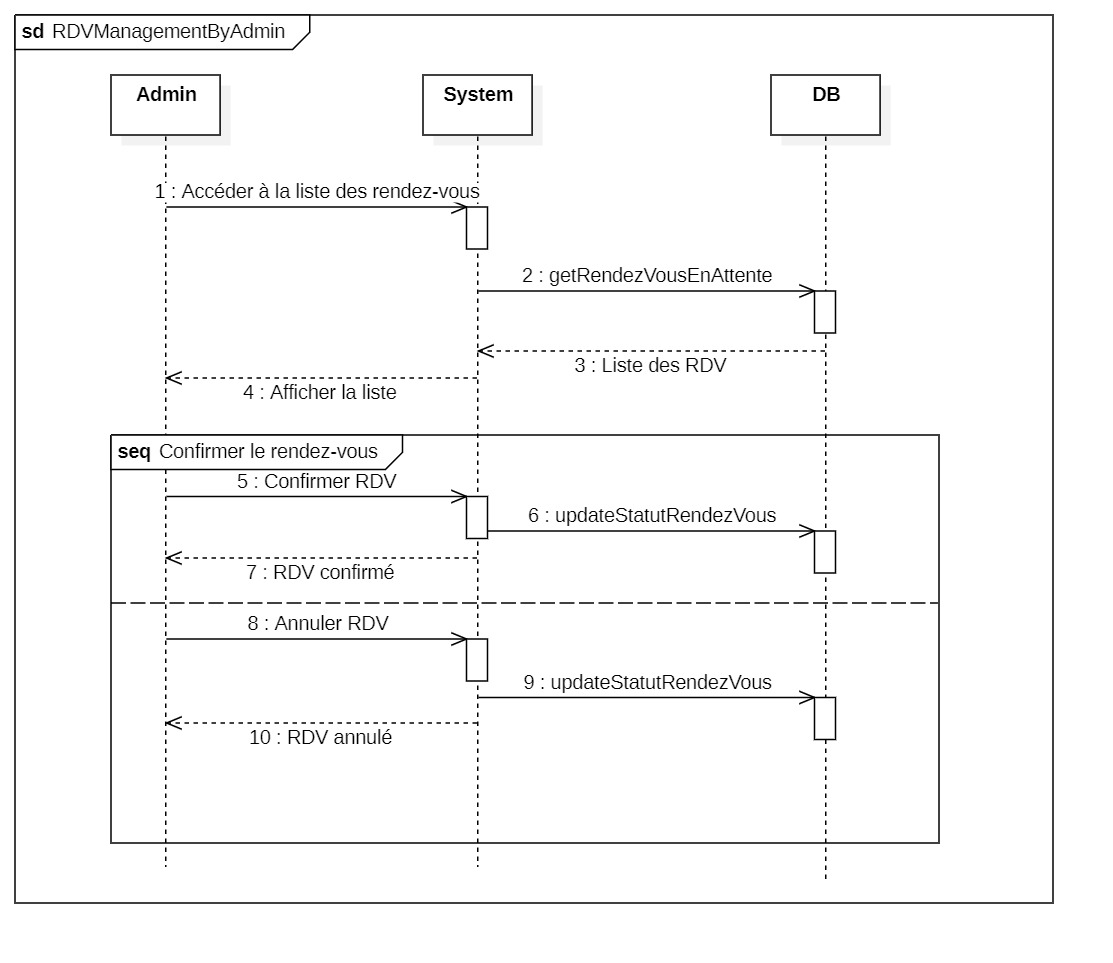 sd RDVManagementByAdmin
Admin
System
DB
1 : Accéder à la liste des rendez-vous
2 : getRendezVousEnAttente
3 : Liste des RDV
4 : Afficher la liste
seq Confirmer le rendez-vous
5 : Confirmer RDV
6 : updateStatutRendezVous
7 : RDV confirmé
8 : Annuler RDV
9 : updateStatutRendezVous
10 : RDV annulé